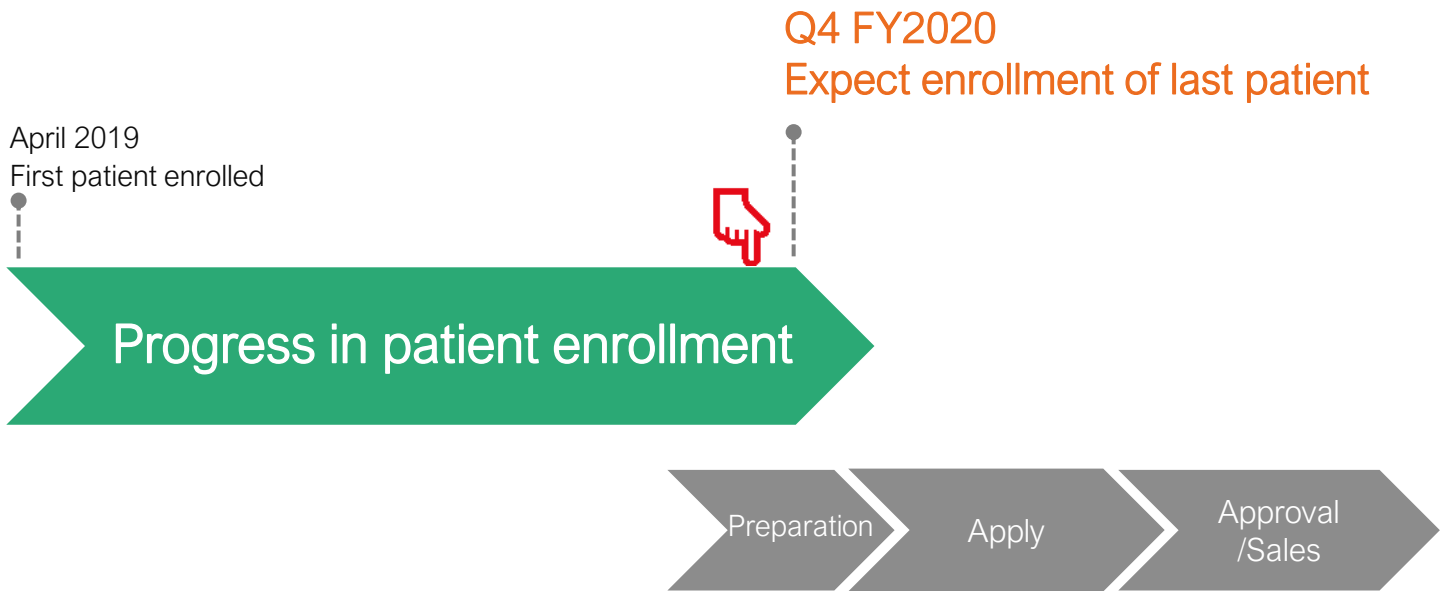 Q4 FY2020
Expect enrollment of last patient
April 2019
First patient enrolled
Progress in patient enrollment
Preparation
Apply
Approval
/Sales